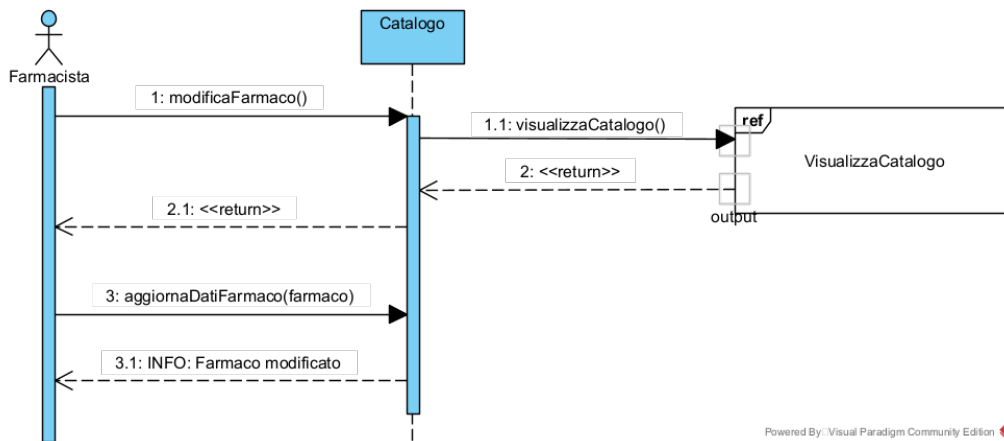 Catalogo
Farmacista
1: modificaFarmaco()
1.1: visualizzaCatalogo()
ref
VisualizzaCatalogo
2: <<return>>
2.1: <<return>>
output
3: aggiornaDatiFarmaco(farmaco)
3.1: INFO: Farmaco modificato
Powered By Visual Paradigm Community Edition